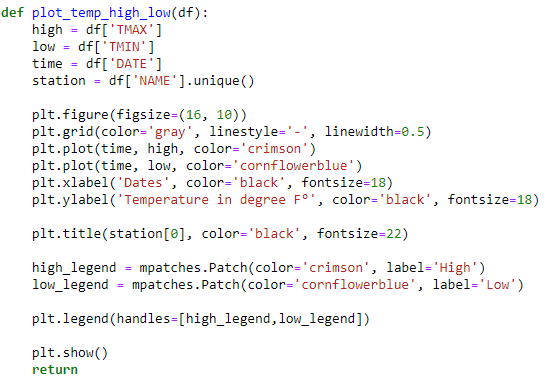 def plot_temp_high_low(df):
    high = df['TMAX']
    low = df['TMIN']
    time = df['DATE']
    station = df['NAME'].unique()

    plt.figure(figsize=(16, 10))
    plt.grid(color='gray', linestyle='-', linewidth=0.5)
    plt.plot(time, high, color='crimson')
    plt.plot(time, low, color='cornflowerblue')
    plt.xlabel('Dates', color='black', fontsize=18)
    plt.ylabel('Temperature in degree F°', color='black', fontsize=18)

    plt.title(station[0], color='black', fontsize=22)

    high_legend = mpatches.Patch(color='crimson', label='High')
    low_legend = mpatches.Patch(color='cornflowerblue', label='Low')

    plt.legend(handles=[high_legend,low_legend])

    plt.show()
    return